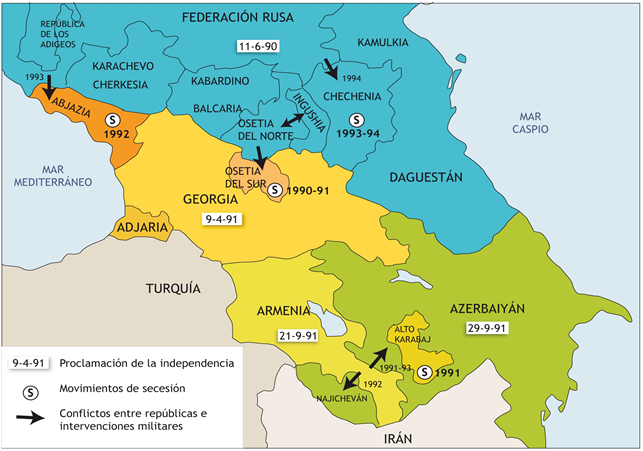 FEDERACIÓN RUSA
11-6-90
REPÚBLICA
DE LOS
ADIGEOS
KAMULKIA
KARACHEVO
CHERKESIA
KABARDINO
BALCARIA
1993
1994
ABJAZIA
S
1992
CHECHENIA
S
1993-94
INGUSHIA
OSETIA
DEL NORTE
MAR
CASPIO
MAR
MEDITERRÁNEO
OSETIA
DEL SUR
S
1990-91
DAGUESTÁN
GEORGIA
9-4-91
ADJARIA
TURQUÍA
ARMENIA
21-9-91
AZERBAIYÁN
29-9-91
ALTO
KARABAJ
S
1991
1991-93
1992
NAJICHEVÁN
IRÁN
9-4-91
Proclamación de la independencia
S
Movimientos de secesión
Conflictos entre repúblicas e
intervenciones militares